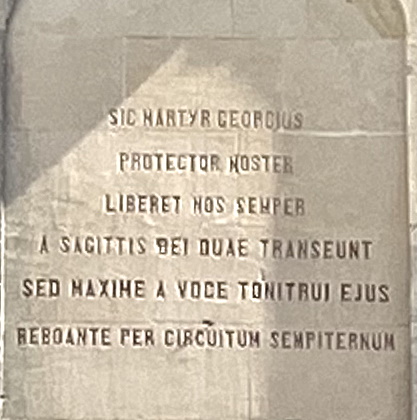 SIC MARTYR GEORGIUS
PROTECTOR NOSTER
LIBERET NOS SEMPER
A SAGITTIS DEI QUAE TRANSEUNT
SED MAXIME A VOCE TONITRUI EJUS
REBOANTE PER CIRCUITUM SEMPITERNUM